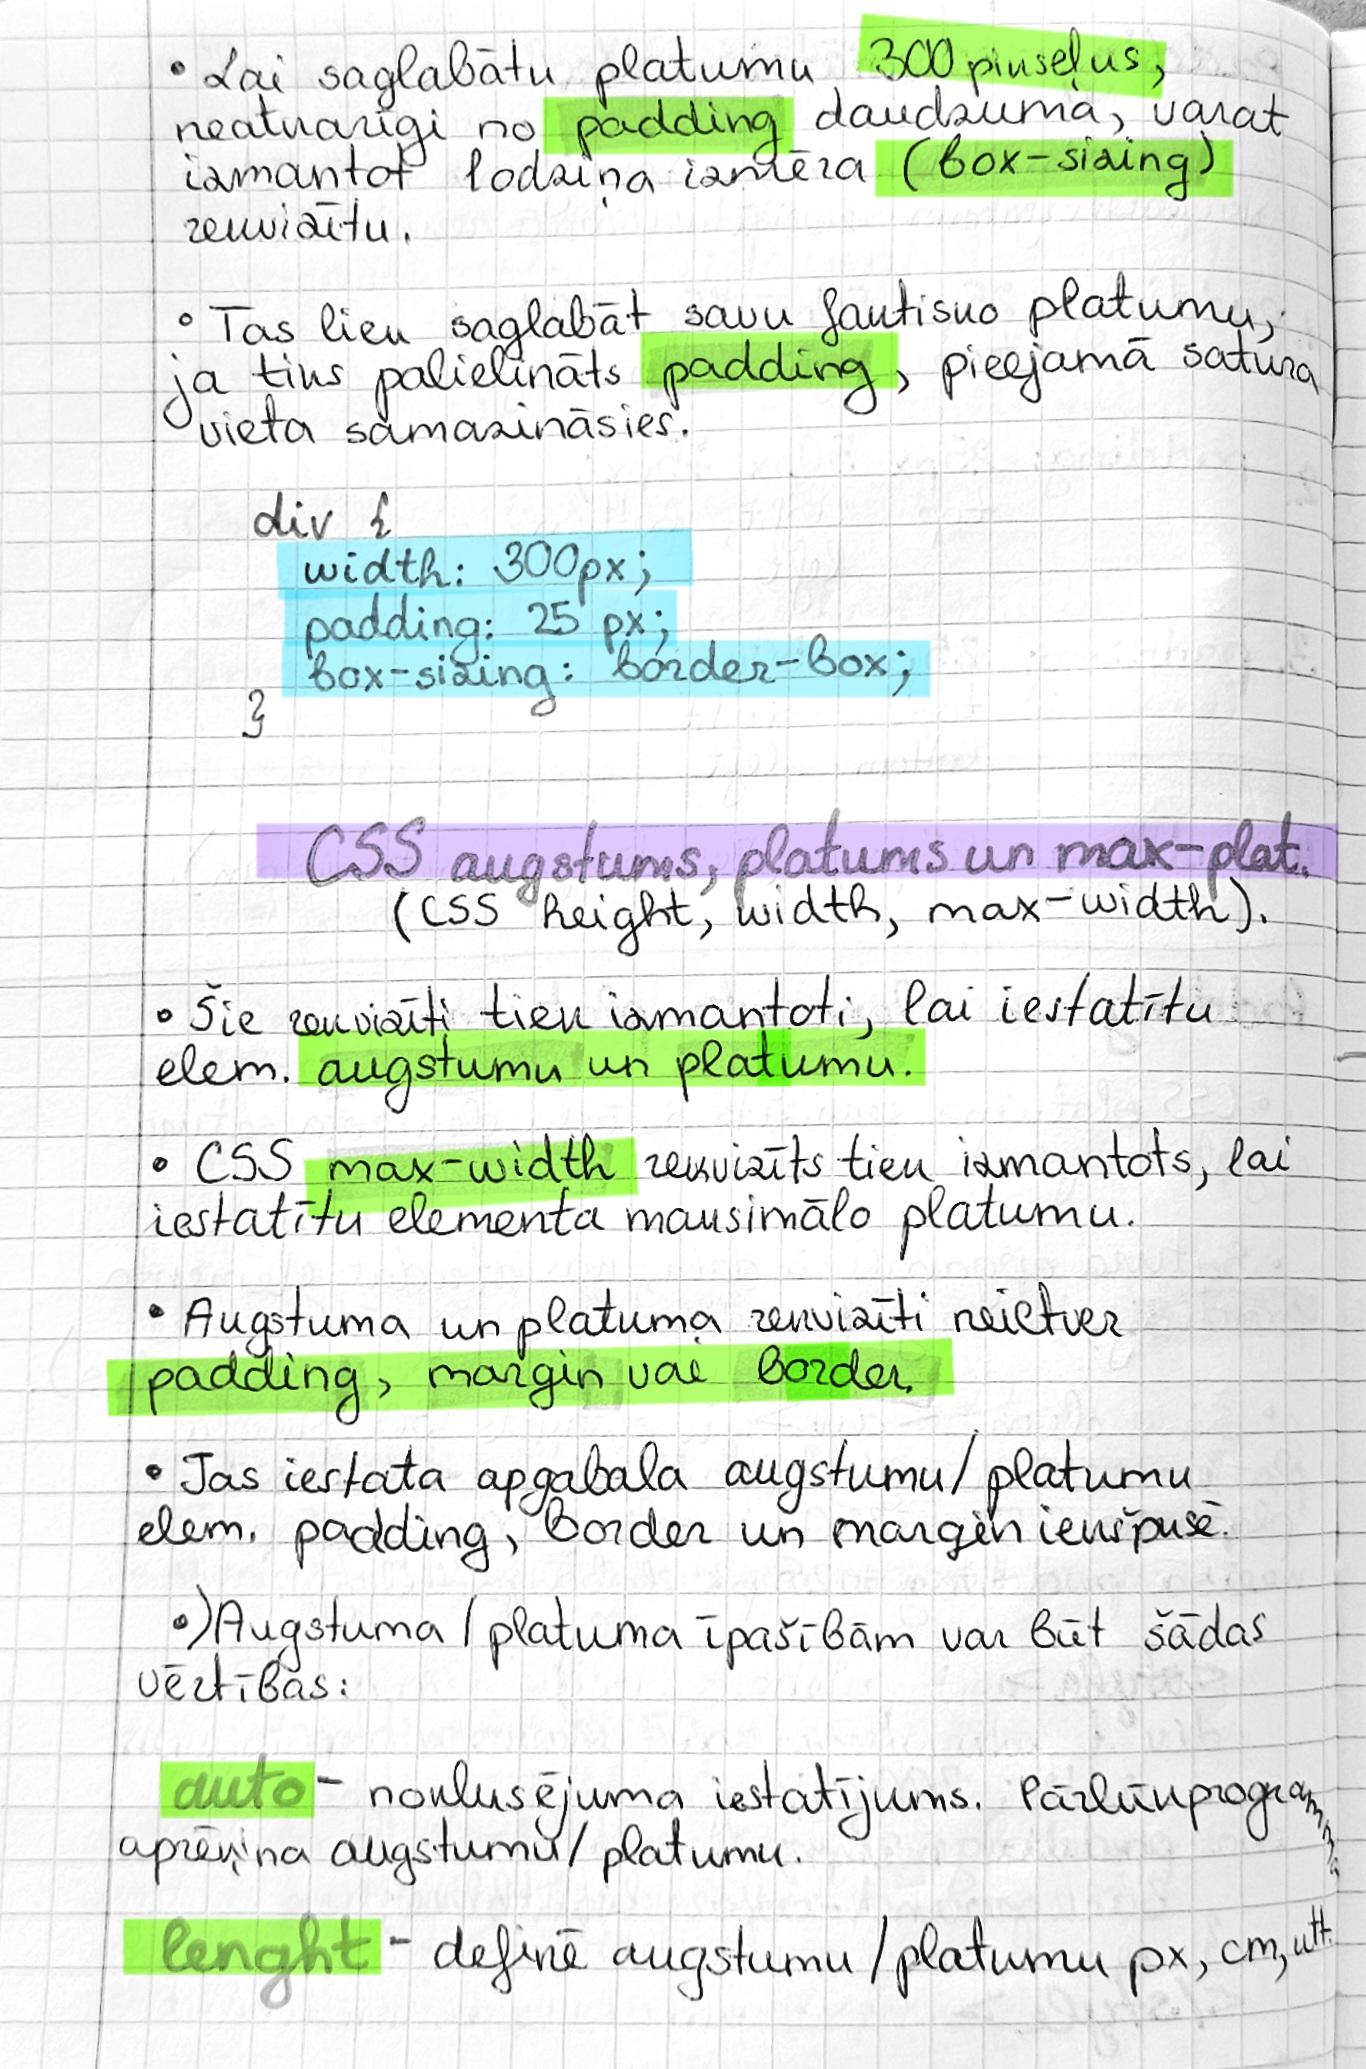 • Lai saglabātu platumu 300 pikseļus,
neatkarīgi no padding daudzuma, varat
izmantot lodziņa izmēra (box-sizing)
rekvizītu.
• Tas liek saglabāt savu faktisko platumu,
ja tiks palielināts padding, pieejamā satura
vieta samazināsies.
div {
width: 300px;
padding: 25 px;
box-sizing: border-box;
}
CSS augstums, platums un max-plat.
(CSS height, width, max-width).
• Šie rekvizīti tiek izmantoti, lai iestatītu
elem. augstumu un platumu.
• CSS max-width rekvizīts tiek izmantots, lai
iestatītu elementa maksimālo platumu.
• Augstuma un platuma rekvizīti neietver
padding, margin vai border.
• Tas iestata apgabala augstumu/platumu
elem. padding, border un margin iekšpusē.
•) Augstuma / platuma īpašībām var būt šādas
vērtības:
auto - noklusējuma iestatījums. Pārlūkprogramma
aprēķina augstumu/platumu.
lenght - definē augstumu/platumu px, cm, utt.